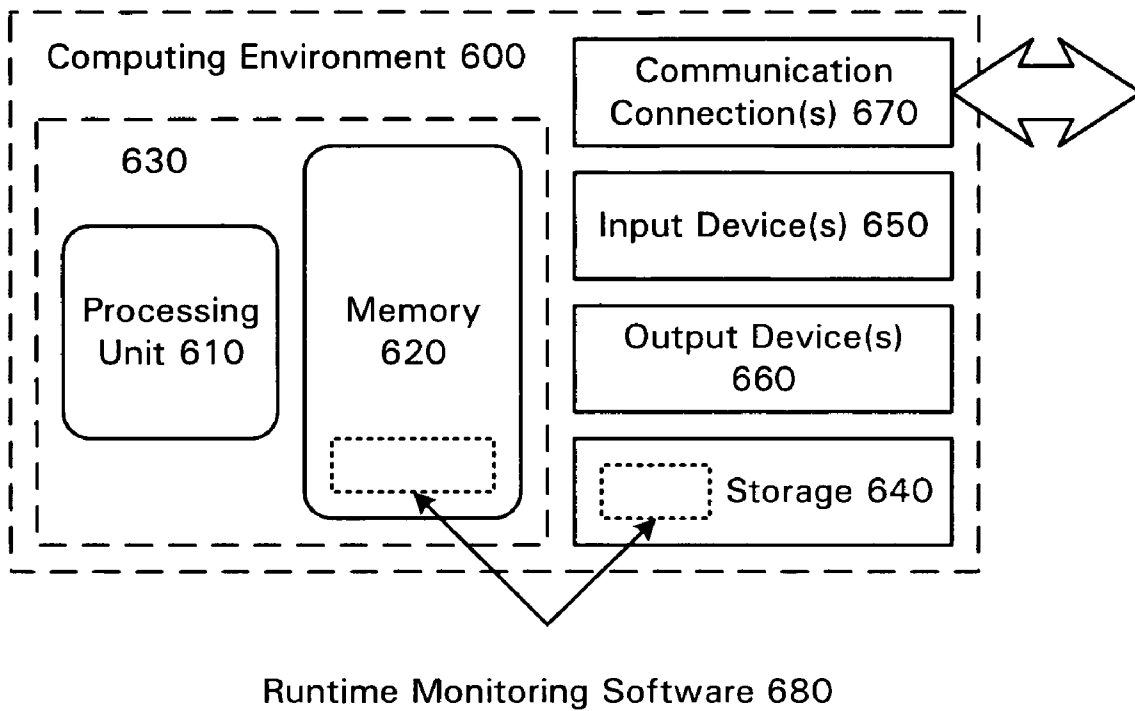 Computing Environment 600
630
Processing
Unit 610
Memory
620
Communication
Connection(s) 670
Input Device(s) 650
Output Device(s)
660
Storage 640
Runtime Monitoring Software 680